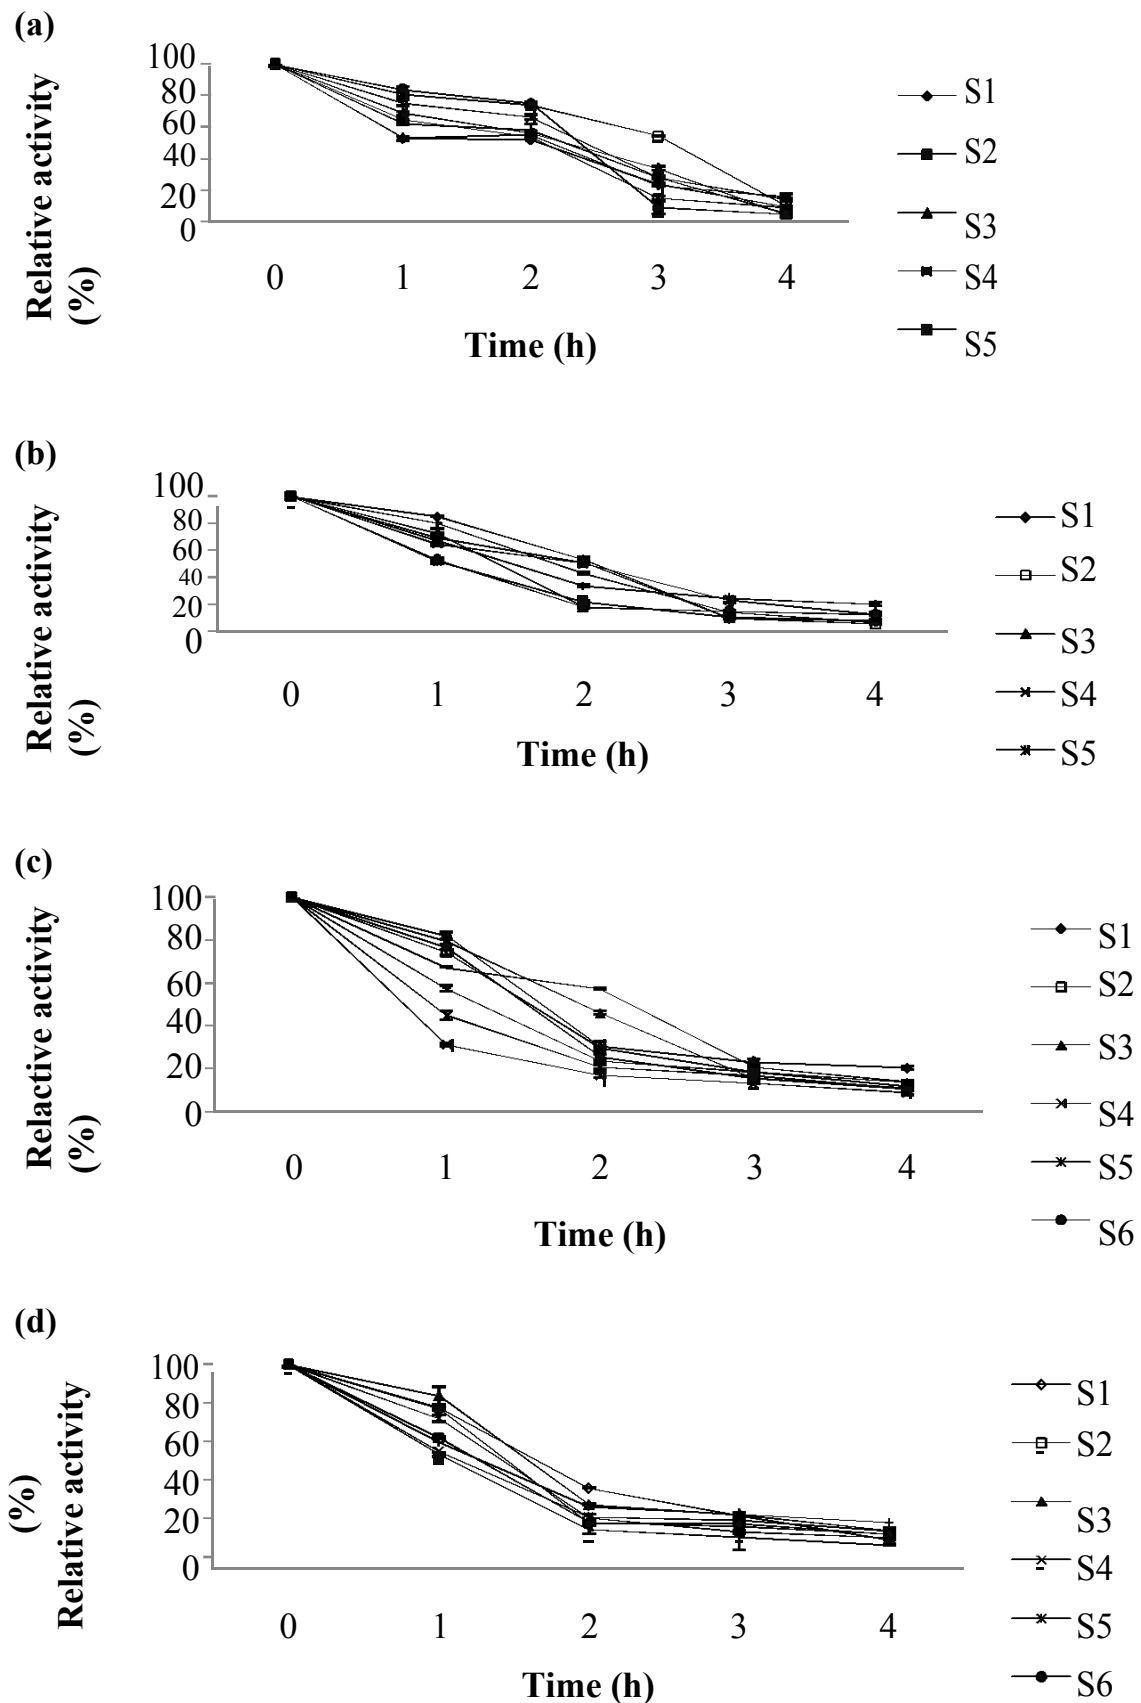 (a)
Relative activity
(%)
100
80
60
40
20
0
0 1 2 3 4
Time (h)
S1
S2
S3
S4
S5
(b)
Relative activity
(%)
100
80
60
40
20
0
0 1 2 3 4
Time (h)
S1
S2
S3
S4
S5
(c)
Relactive activity
(%)
100
80
60
40
20
0
0 1 2 3 4
Time (h)
S1
S2
S3
S4
S5
S6
(d)
Relative activity
(%)
100
80
60
40
20
0
0 1 2 3 4
Time (h)
S1
S2
S3
S4
S5
S6